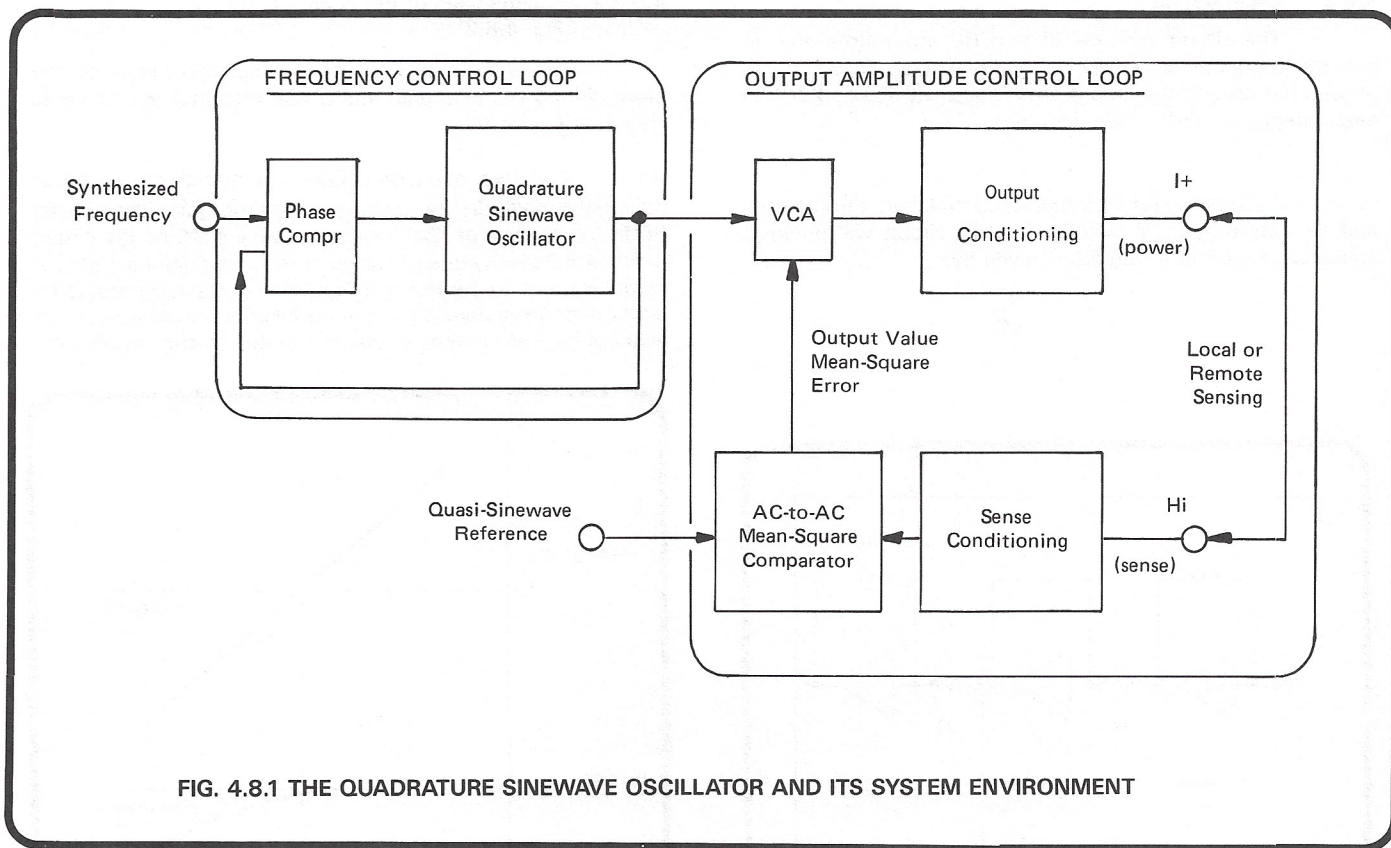 FREQUENCY CONTROL LOOP
OUTPUT AMPLITUDE CONTROL LOOP
Synthesized
Frequency
Phase
Compr
Quadrature
Sinewave
Oscillator
VCA
Output
Conditioning
I+
(power)
Output Value
Mean-Square
Error
Local or
Remote
Sensing
Quasi-Sinewave
Reference
AC-to-AC
Mean-Square
Comparator
Sense
Conditioning
Hi
(sense)
FIG. 4.8.1 THE QUADRATURE SINEWAVE OSCILLATOR AND ITS SYSTEM ENVIRONMENT